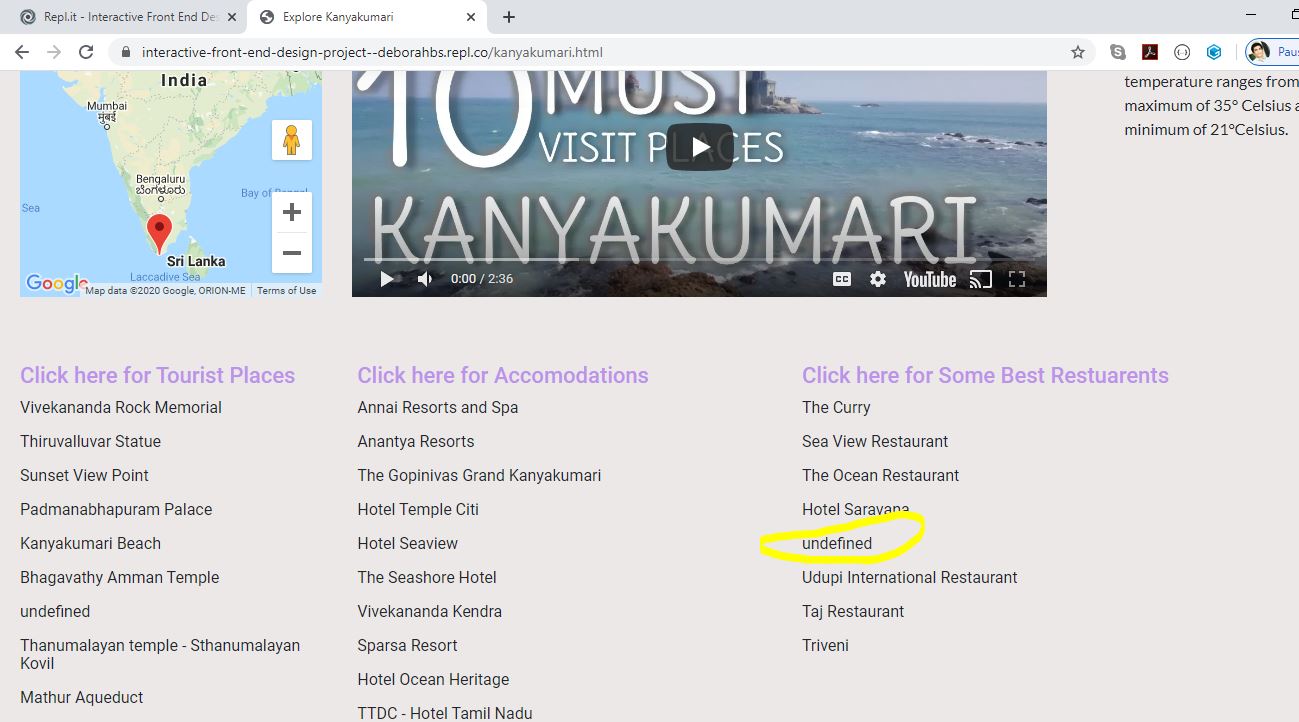 Repl.it - Interactive Front End Des
Explore Kanyakumari
interactive-front-end-design-project--deborahbs.repl.co/kanyakumari.html
Paus
India
Mumbai
मुंबई
Bengaluru
ಬೆಂಗಳೂರು
Bay of Bengal
Sea
Sri Lanka
Laccadive Sea
Google
Map data ©2020 Google, ORION-ME
Terms of Use
10 MUST
VISIT PLACES
KANYAKUMARI
0:00 / 2:36
CC
YouTube
temperature ranges from
maximum of 35° Celsius a
minimum of 21°Celsius.
Click here for Tourist Places
Vivekananda Rock Memorial
Thiruvalluvar Statue
Sunset View Point
Padmanabhapuram Palace
Kanyakumari Beach
Bhagavathy Amman Temple
undefined
Thanumalayan temple - Sthanumalayan
Kovil
Mathur Aqueduct
Click here for Accomodations
Annai Resorts and Spa
Anantya Resorts
The Gopinivas Grand Kanyakumari
Hotel Temple Citi
Hotel Seaview
The Seashore Hotel
Vivekananda Kendra
Sparsa Resort
Hotel Ocean Heritage
TTDC - Hotel Tamil Nadu
Click here for Some Best Restuarents
The Curry
Sea View Restaurant
The Ocean Restaurant
Hotel Saravana
undefined
Udupi International Restaurant
Taj Restaurant
Triveni